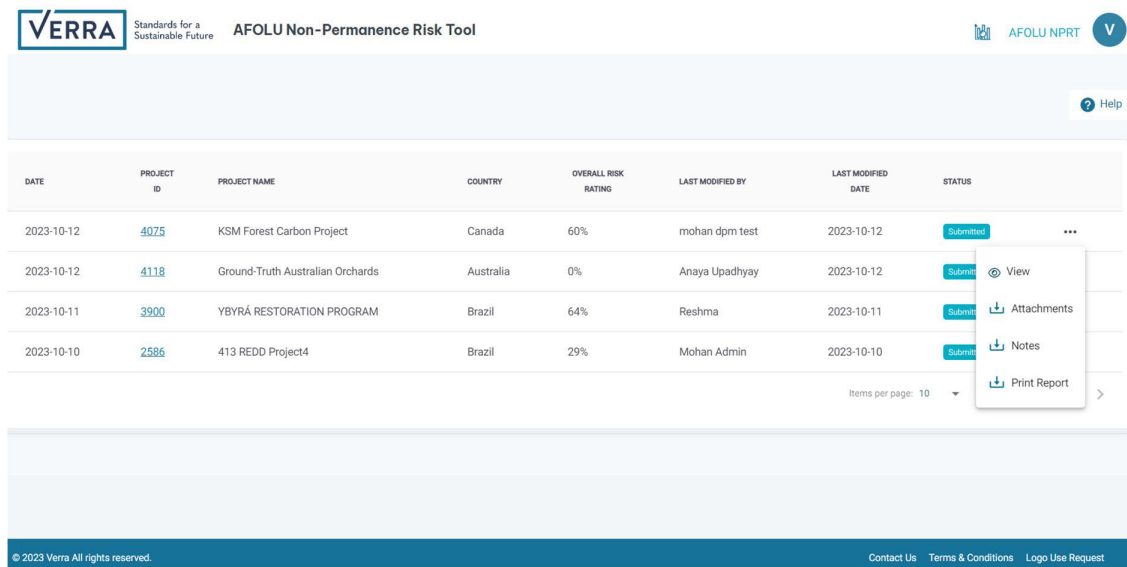 VERRA
Standards for a
Sustainable Future
AFOLU Non-Permanence Risk Tool
AFOLU NPRT
V
Help
DATE
PROJECT
ID
PROJECT NAME
COUNTRY
OVERALL RISK
RATING
LAST MODIFIED BY
LAST MODIFIED
DATE
STATUS
2023-10-12 4075 KSM Forest Carbon Project Canada 60% mohan dpm test 2023-10-12 Submitted
2023-10-12 4118 Ground-Truth Australian Orchards Australia 0% Anaya Upadhyay 2023-10-12 Submitt
2023-10-11 3900 YBYRÁ RESTORATION PROGRAM Brazil 64% Reshma 2023-10-11 Submitt
2023-10-10 2586 413 REDD Project4 Brazil 29% Mohan Admin 2023-10-10 Submitt
View
Attachments
Notes
Print Report
Items per page: 10
© 2023 Verra All rights reserved.
Contact Us Terms & Conditions Logo Use Request